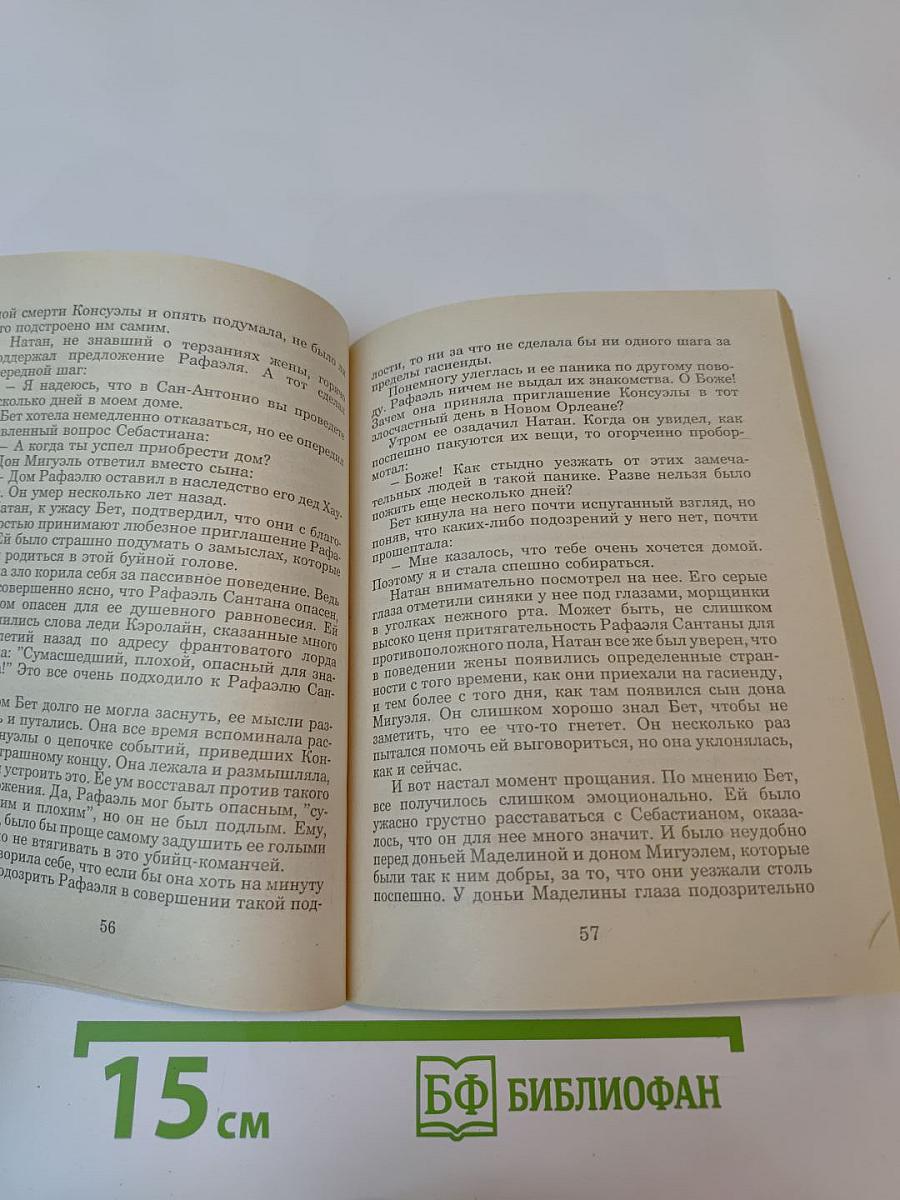 ной смерти Консуэлы и опять подумала, не было ли
го подстроено им самим.
Натан, не знавший о терзаниях жены, горячо
оддержал предложение Рафаэля. А тот сделал
чередной шаг:
– Я надеюсь, что в Сан-Антонио вы проведете
сколько дней в моем доме.
Бет хотела немедленно отказаться, но ее опередил
вленный вопрос Себастиана:
– А когда ты успел приобрести дом?
Дон Мигуэль ответил вместо сына:
– Дом Рафаэлю оставил в наследство его дед Хау.
. Он умер несколько лет назад.
Натан, к ужасу Бет, подтвердил, что они с благо-
ностью принимают любезное приглашение Рафа-
Ей было страшно подумать о замыслах, которые
и родиться в этой буйной голове.
на зло корила себя за пассивное поведение. Ведь
совершенно ясно, что Рафаэль Сантана опасен,
ом опасен для ее душевного равновесия. Ей
нились слова леди Кэролайн, сказанные много
летий назад по адресу франтоватого лорда
на: "Сумасшедший, плохой, опасный для зна-
а!" Это все очень подходило к Рафаэлю Сан-
ом Бет долго не могла заснуть, ее мысли раз-
ь и путались. Она все время вспоминала рас-
нуэлы о цепочке событий, приведших Кон-
трашному концу. Она лежала и размышляла,
л устроить это. Ее ум восставал против такого
ожения. Да, Рафаэль мог быть опасным, "су-
им и плохим", но он не был подлым. Ему,
, было бы проще самому задушить ее голыми
о не втягивать в это убийц-команчей.
ворила себе, что если бы она хоть на минуту
одозрить Рафаэля в совершении такой под-
56
лости, то ни за что не сделала бы ни одного шага за
пределы гасиенды.
Понемногу улеглась и ее паника по другому пово-
ду. Рафаэль ничем не выдал их знакомства. О Боже!
Зачем она приняла приглашение Консуэлы в тот
злосчастный день в Новом Орлеане?
Утром ее озадачил Натан. Когда он увидел, как
поспешно пакуются их вещи, то огорченно пробор-
мотал:
– Боже! Как стыдно уезжать от этих замеча-
тельных людей в такой панике. Разве нельзя было
пожить еще несколько дней?
Бет кинула на него почти испуганный взгляд, но
поняв, что каких-либо подозрений у него нет, почти
прошептала:
– Мне казалось, что тебе очень хочется домой.
Поэтому я и стала спешно собираться.
Натан внимательно посмотрел на нее. Его серые
глаза отметили синяки у нее под глазами, морщинки
в уголках нежного рта. Может быть, не слишком
высоко ценя притягательность Рафаэля Сантаны для
противоположного пола, Натан все же был уверен, что
в поведении жены появились определенные стран-
ности с того времени, как они приехали на гасиенду,
и тем более с того дня, как там появился сын дона
Мигуэля. Он слишком хорошо знал Бет, чтобы не
заметить, что ее что-то гнетет. Он несколько раз
пытался помочь ей выговориться, но она уклонялась,
как и сейчас.
И вот настал момент прощания. По мнению Бет,
все получилось слишком эмоционально. Ей было
ужасно грустно расставаться с Себастианом, оказа-
лось, что он для нее много значит. И было неудобно
перед доньей Маделиной и доном Мигуэлем, которые
были так к ним добры, за то, что они уезжали столь
поспешно. У доньи Маделины глаза подозрительно
57
15 см
БФ БИБЛИОФАН